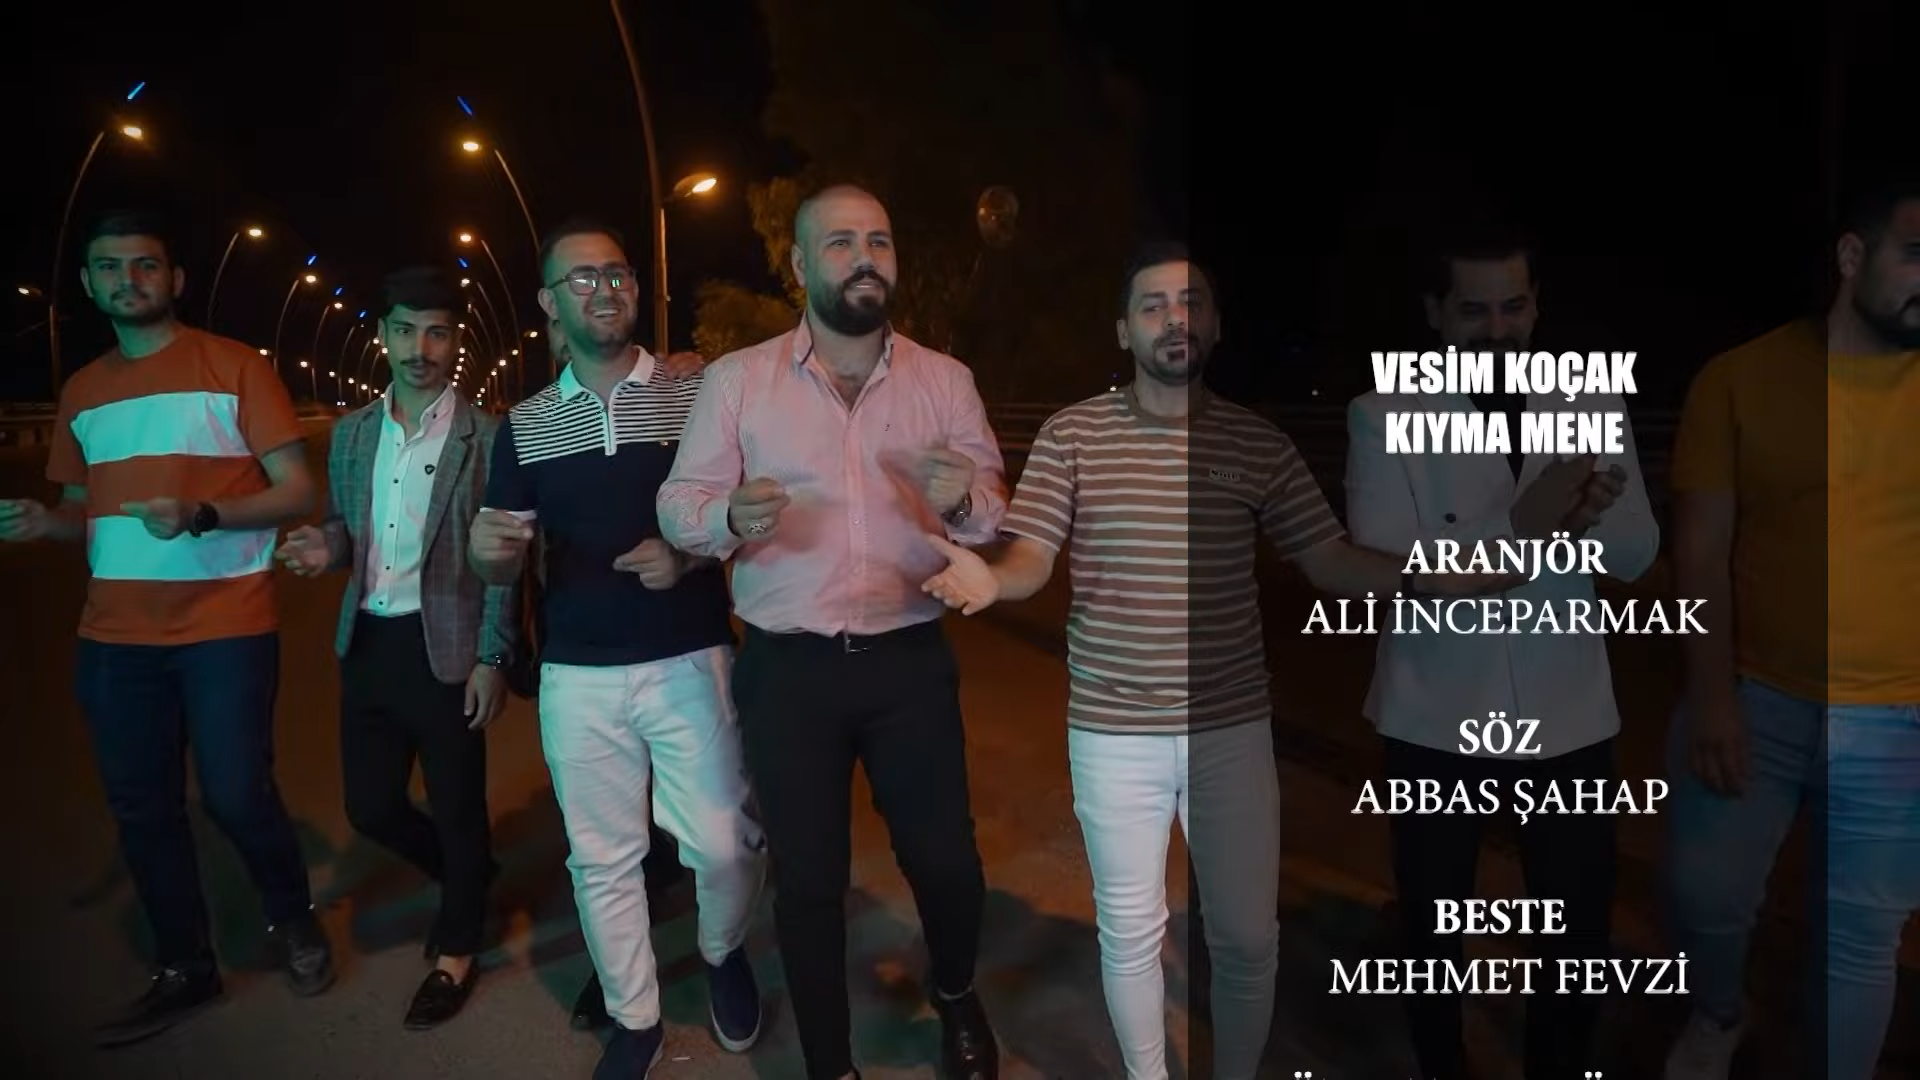 VESİM KOÇAK
KIYMA MENE
ARANJÖR
ALİ İNCEPARMAK
SÖZ
ABBAS ŞAHAP
BESTE
MEHMET FEVZİ